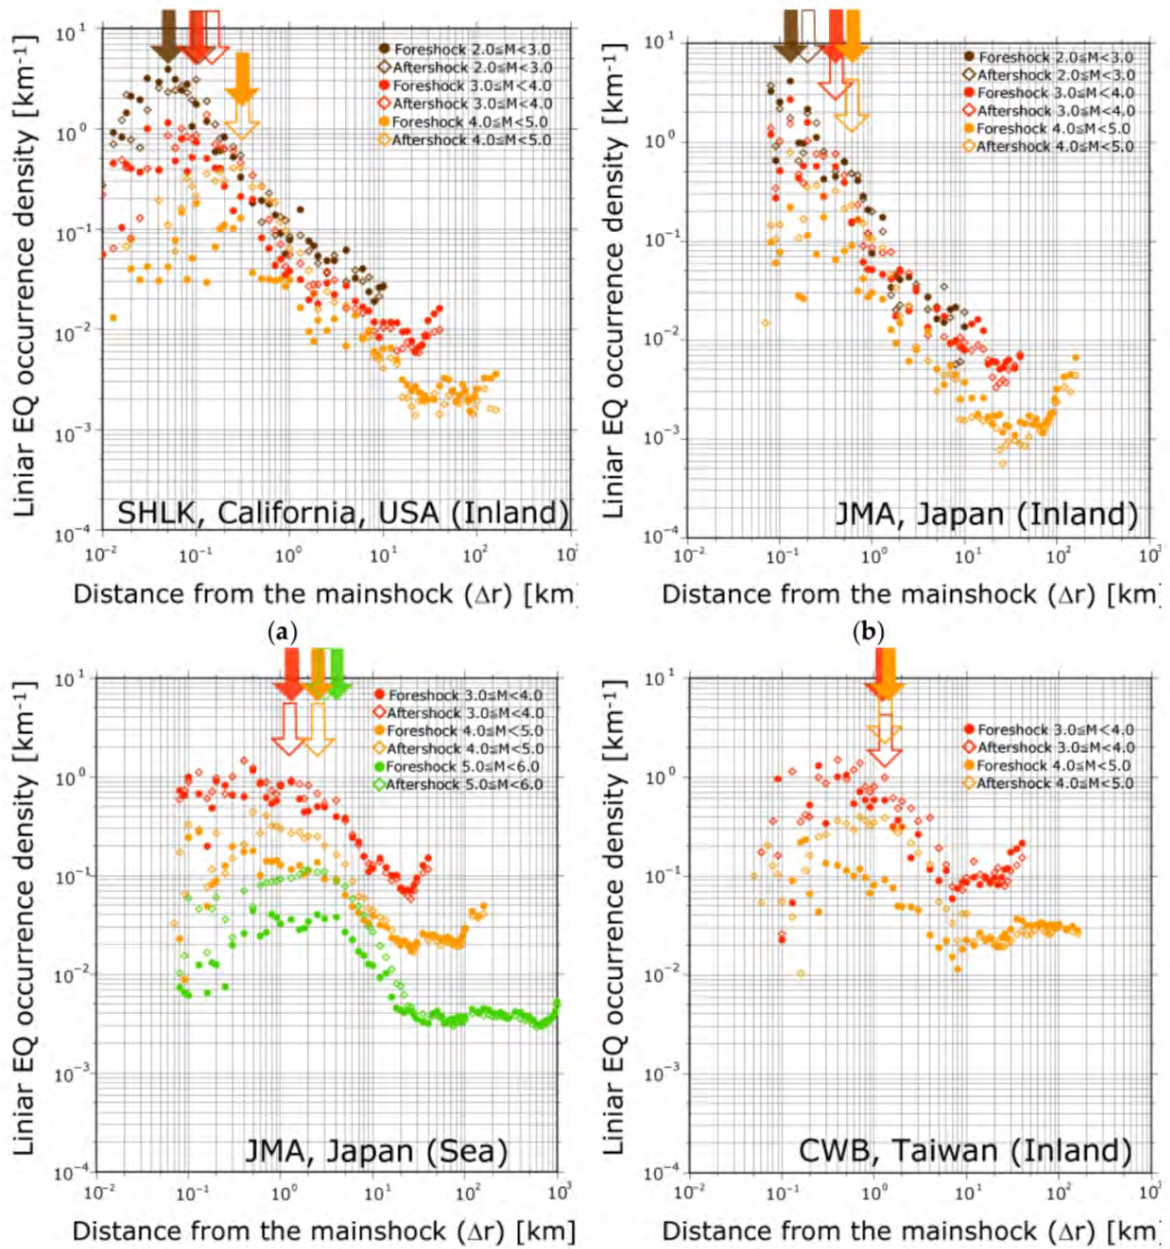 Liniar EQ occurrence density [km⁻¹]
10¹
10⁰
10⁻¹
10⁻²
10⁻³
10⁻⁴
Foreshock 2.0≦M<3.0
Aftershock 2.0≦M<3.0
Foreshock 3.0≦M<4.0
Aftershock 3.0≦M<4.0
Foreshock 4.0≦M<5.0
Aftershock 4.0≦M<5.0
SHLK, California, USA (Inland)
10⁻² 10⁻¹ 10⁰ 10¹ 10² 10
Distance from the mainshock (Δr) [km]
(a)
Liniar EQ occurrence density [km⁻¹]
10¹
10⁰
10⁻¹
10⁻²
10⁻³
10⁻⁴
Foreshock 2.0≦M<3.0
Aftershock 2.0≦M<3.0
Foreshock 3.0≦M<4.0
Aftershock 3.0≦M<4.0
Foreshock 4.0≦M<5.0
Aftershock 4.0≦M<5.0
JMA, Japan (Inland)
10⁻² 10⁻¹ 10⁰ 10¹ 10² 10
Distance from the mainshock (Δr) [km]
(b)
Liniar EQ occurrence density [km⁻¹]
10¹
10⁰
10⁻¹
10⁻²
10⁻³
10⁻⁴
Foreshock 3.0≦M<4.0
Aftershock 3.0≦M<4.0
Foreshock 4.0≦M<5.0
Aftershock 4.0≦M<5.0
Foreshock 5.0≦M<6.0
Aftershock 5.0≦M<6.0
JMA, Japan (Sea)
10⁻² 10⁻¹ 10⁰ 10¹ 10² 10³
Distance from the mainshock (Δr) [km]
Liniar EQ occurrence density [km⁻¹]
10¹
10⁰
10⁻¹
10⁻²
10⁻³
10⁻⁴
Foreshock 3.0≦M<4.0
Aftershock 3.0≦M<4.0
Foreshock 4.0≦M<5.0
Aftershock 4.0≦M<5.0
CWB, Taiwan (Inland)
10⁻² 10⁻¹ 10⁰ 10¹ 10² 10
Distance from the mainshock (Δr) [km]